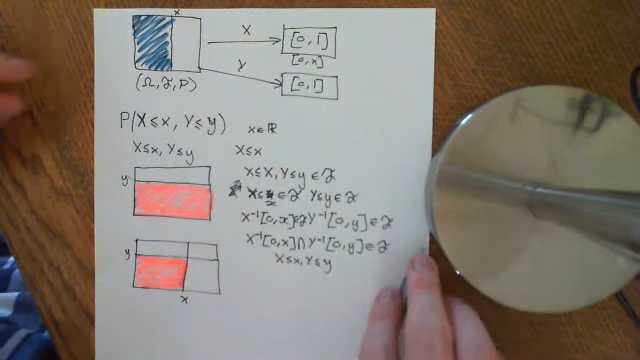 x
X
[0,1]
[0,x]
Y
[0,1]
(Ω, F, P)
P(X≤x, Y≤y)
x∈ℝ
X≤x, Y≤y
X≤x
X≤x, Y≤y∈F
y
X≤x∈F Y≤y∈F
X⁻¹[0,x]∈F Y⁻¹[0,y]∈F
X⁻¹[0,x]∩Y⁻¹[0,y]∈F
X≤x, Y≤y
y
x